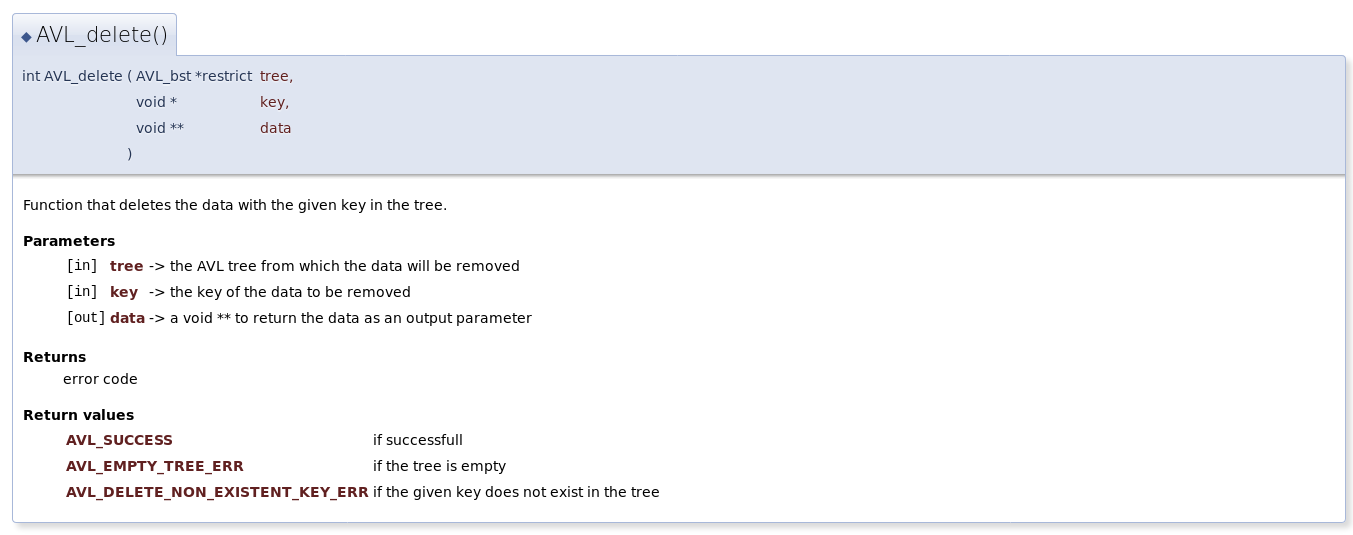 ◆ AVL_delete()
int AVL_delete ( AVL_bst *restrict tree,
void * key,
void ** data
)
Function that deletes the data with the given key in the tree.
Parameters
[in] tree -> the AVL tree from which the data will be removed
[in] key -> the key of the data to be removed
[out] data -> a void ** to return the data as an output parameter
Returns
error code
Return values
AVL_SUCCESS if successfull
AVL_EMPTY_TREE_ERR if the tree is empty
AVL_DELETE_NON_EXISTENT_KEY_ERR if the given key does not exist in the tree